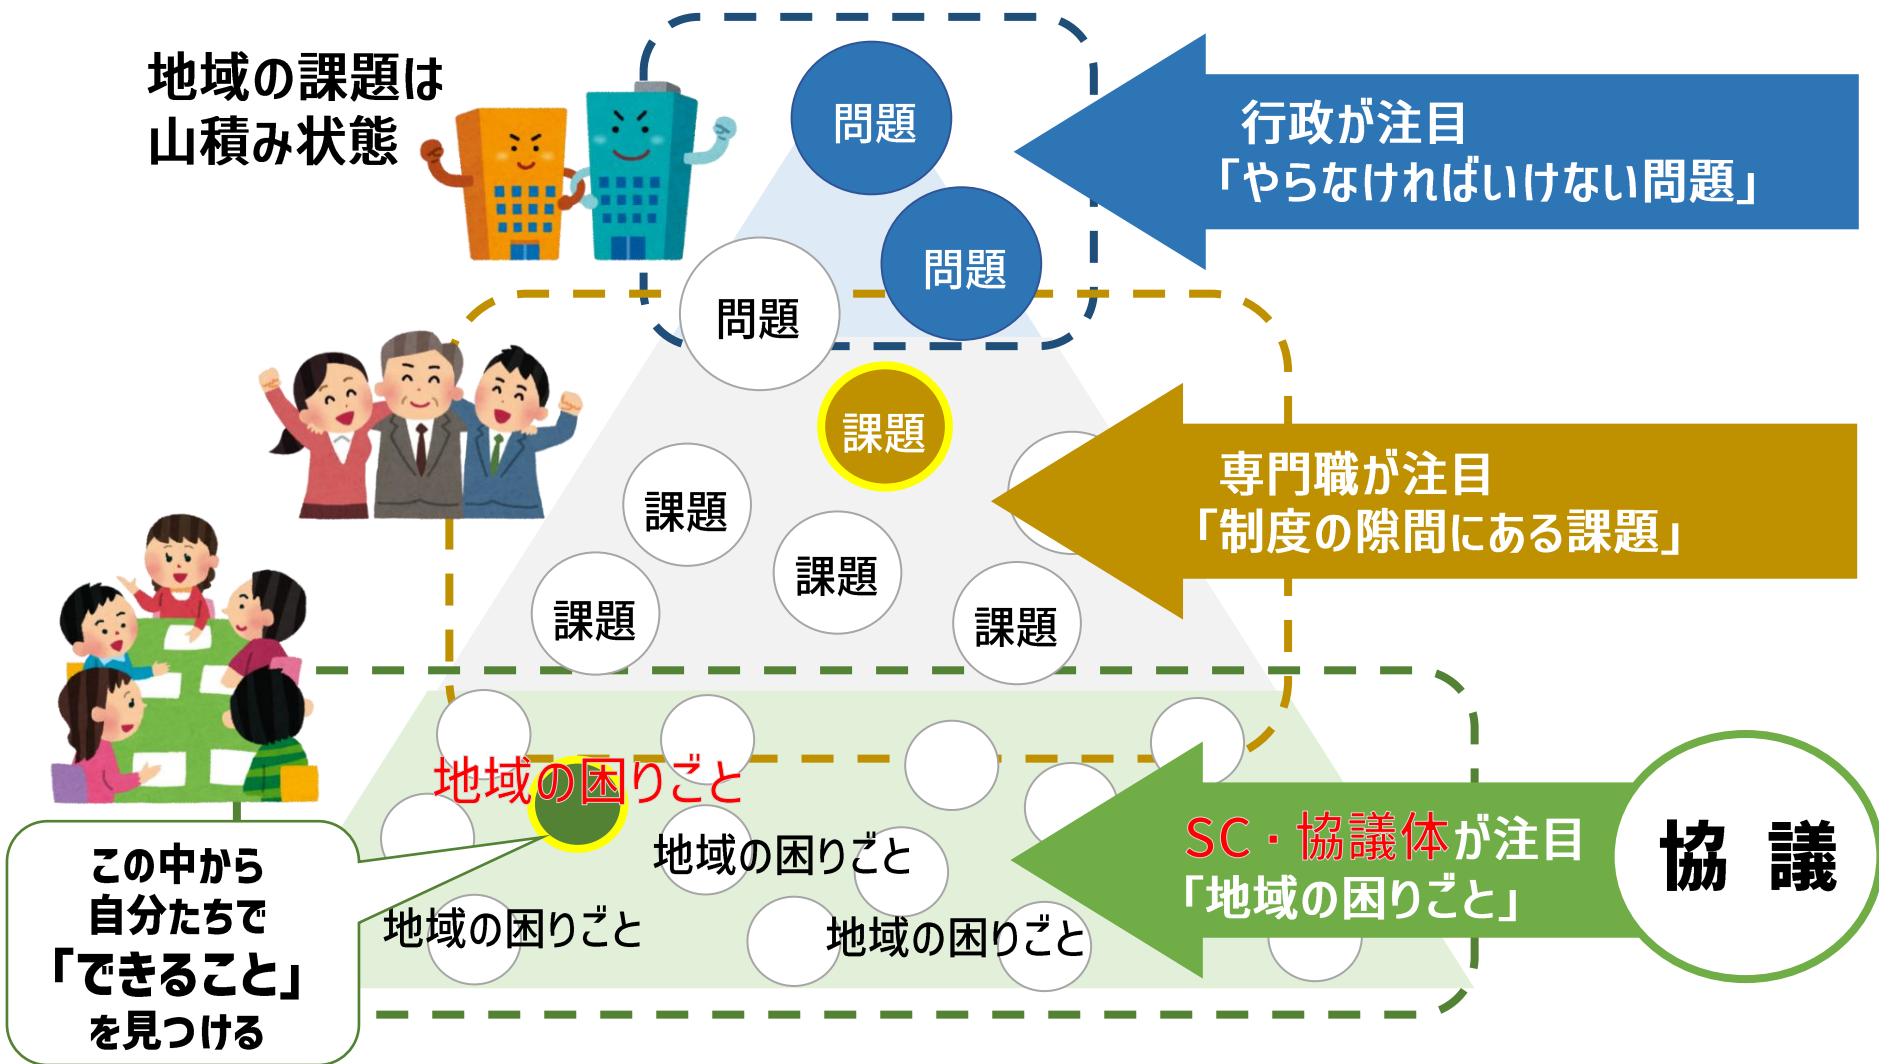 地域の課題は
山積み状態
問題
行政が注目
「やらなければいけない問題」
問題
問題
課題
専門職が注目
「制度の隙間にある課題」
課題
課題
課題
課題
地域の困りごと
地域の困りごと
SC・協議体が注目
「地域の困りごと」
協 議
地域の困りごと
地域の困りごと
この中から
自分たちで
「できること」
を見つける